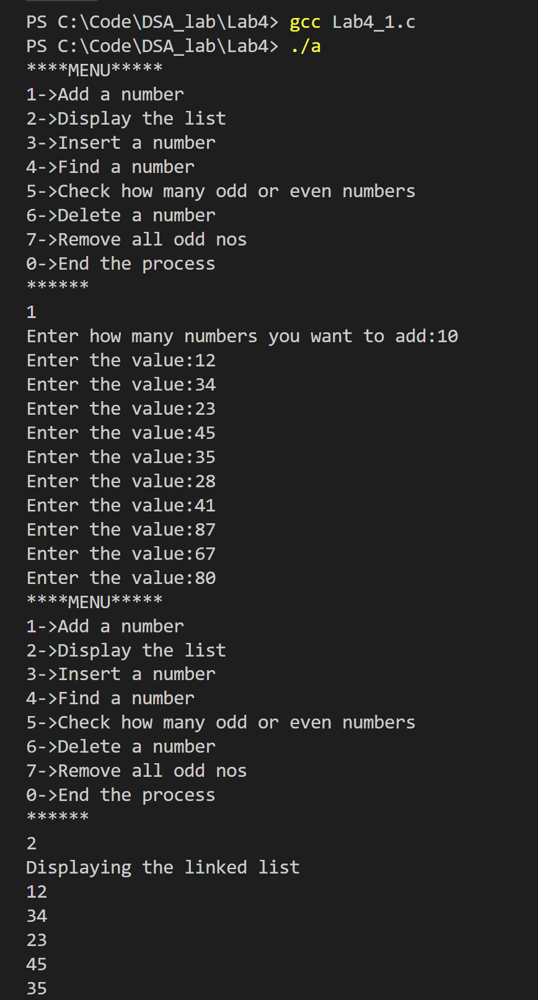 PS C:\Code\DSA_lab\Lab4> gcc Lab4_1.c
PS C:\Code\DSA_lab\Lab4> ./a
****MENU*****
1->Add a number
2->Display the list
3->Insert a number
4->Find a number
5->Check how many odd or even numbers
6->Delete a number
7->Remove all odd nos
0->End the process
******
1
Enter how many numbers you want to add:10
Enter the value:12
Enter the value:34
Enter the value:23
Enter the value:45
Enter the value:35
Enter the value:28
Enter the value:41
Enter the value:87
Enter the value:67
Enter the value:80
****MENU*****
1->Add a number
2->Display the list
3->Insert a number
4->Find a number
5->Check how many odd or even numbers
6->Delete a number
7->Remove all odd nos
0->End the process
******
2
Displaying the linked list
12
34
23
45
35